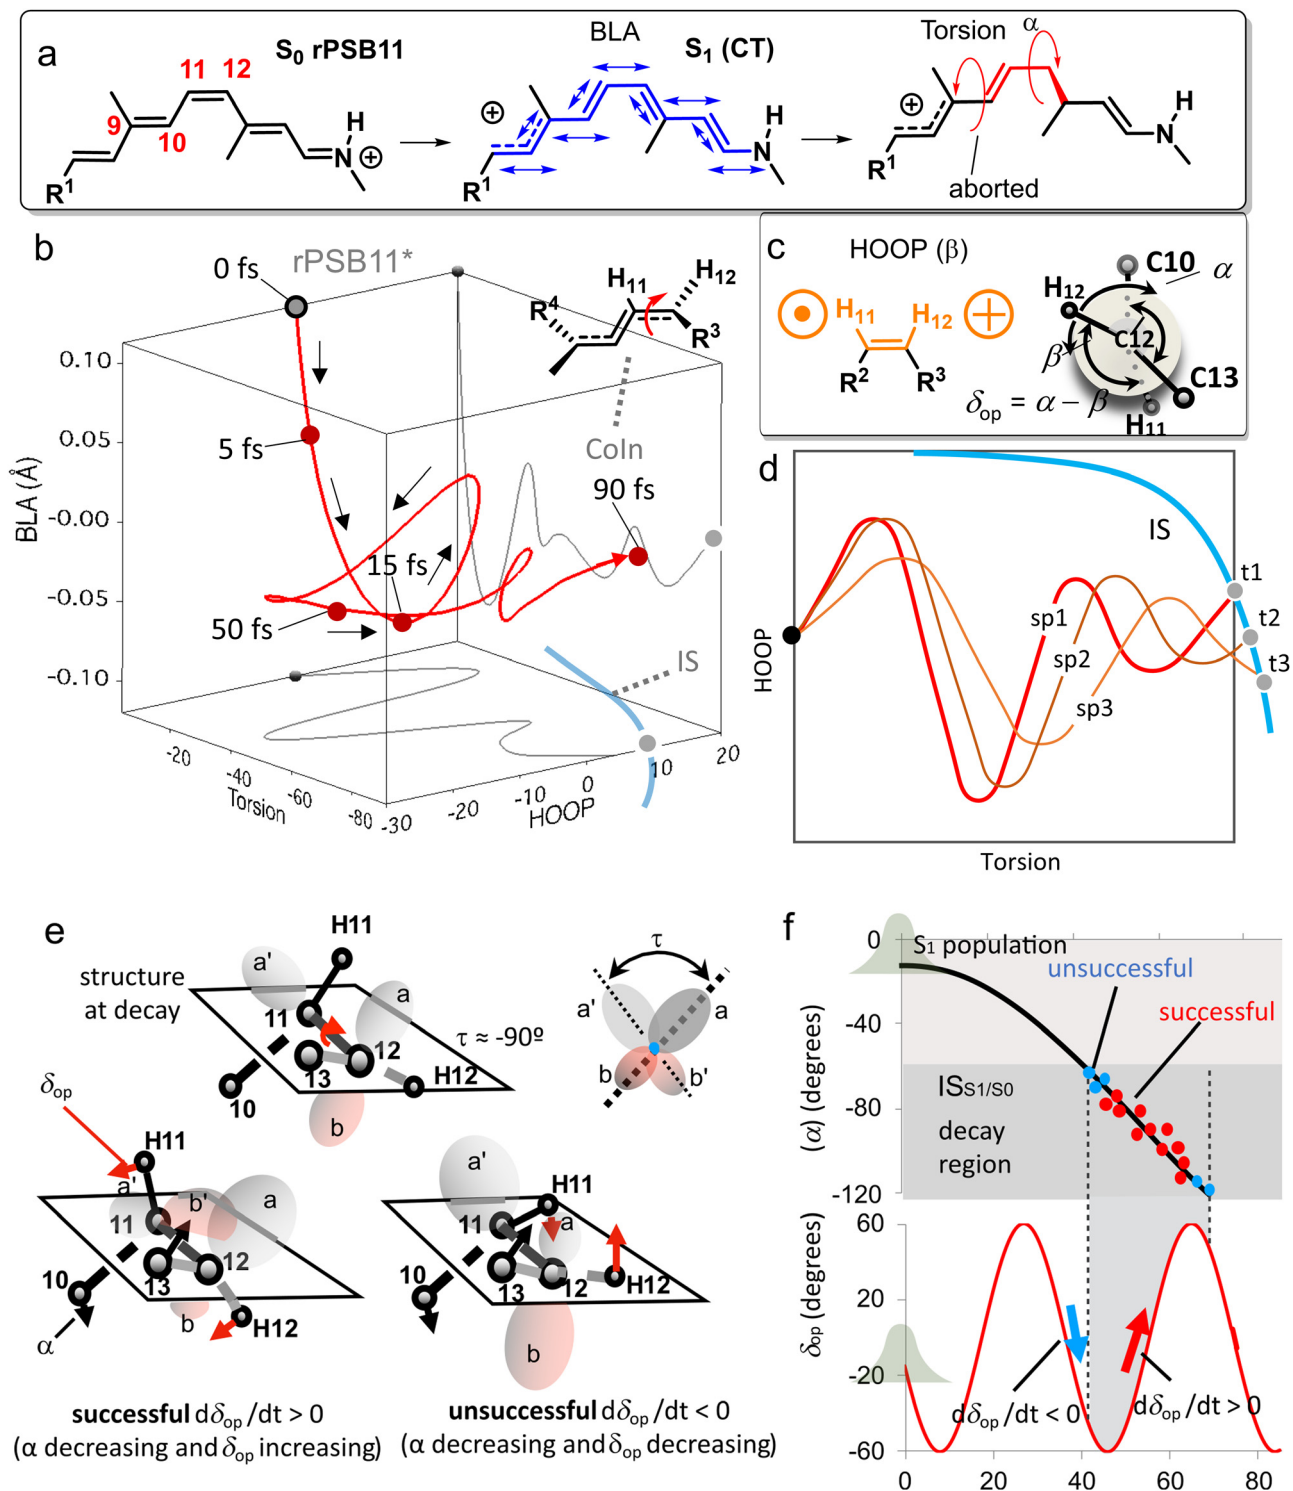 a
S0 rPSB11
BLA
S1 (CT)
Torsion
α
11
12
9
10
H
N
⊕
R1
⊕
H
N
R1
⊕
H
N
R1
aborted
b
0 fs
rPSB11*
H11
H12
R4
R3
0.10
0.05
-0.00
-0.05
-0.10
BLA (Å)
5 fs
15 fs
50 fs
CoIn
90 fs
IS
-20
-40
-60
-80
Torsion
-30
-20
-10
0
10
20
HOOP
c
HOOP (β)
H11
H12
R2
R3
C10
α
H12
C12
β
C13
δop = α – β
H11
d
IS
t1
t2
t3
sp1
sp2
sp3
HOOP
Torsion
e
structure
at decay
H11
a'
a
11
12
13
10
H12
b
τ ≈ -90º
τ
a'
a
b
b'
δop
H11
a'
b'
a
11
12
13
10
b
H12
α
a'
H11
11
a
10
13
12
H12
b
successful dδop/dt > 0
(α decreasing and δop increasing)
unsuccessful dδop/dt < 0
(α decreasing and δop decreasing)
f
0
-40
-80
-120
(α) (degrees)
S1 population
unsuccessful
successful
ISS1/S0
decay
region
60
20
-20
-60
δop (degrees)
dδop/dt < 0
dδop/dt > 0
0
20
40
60
80